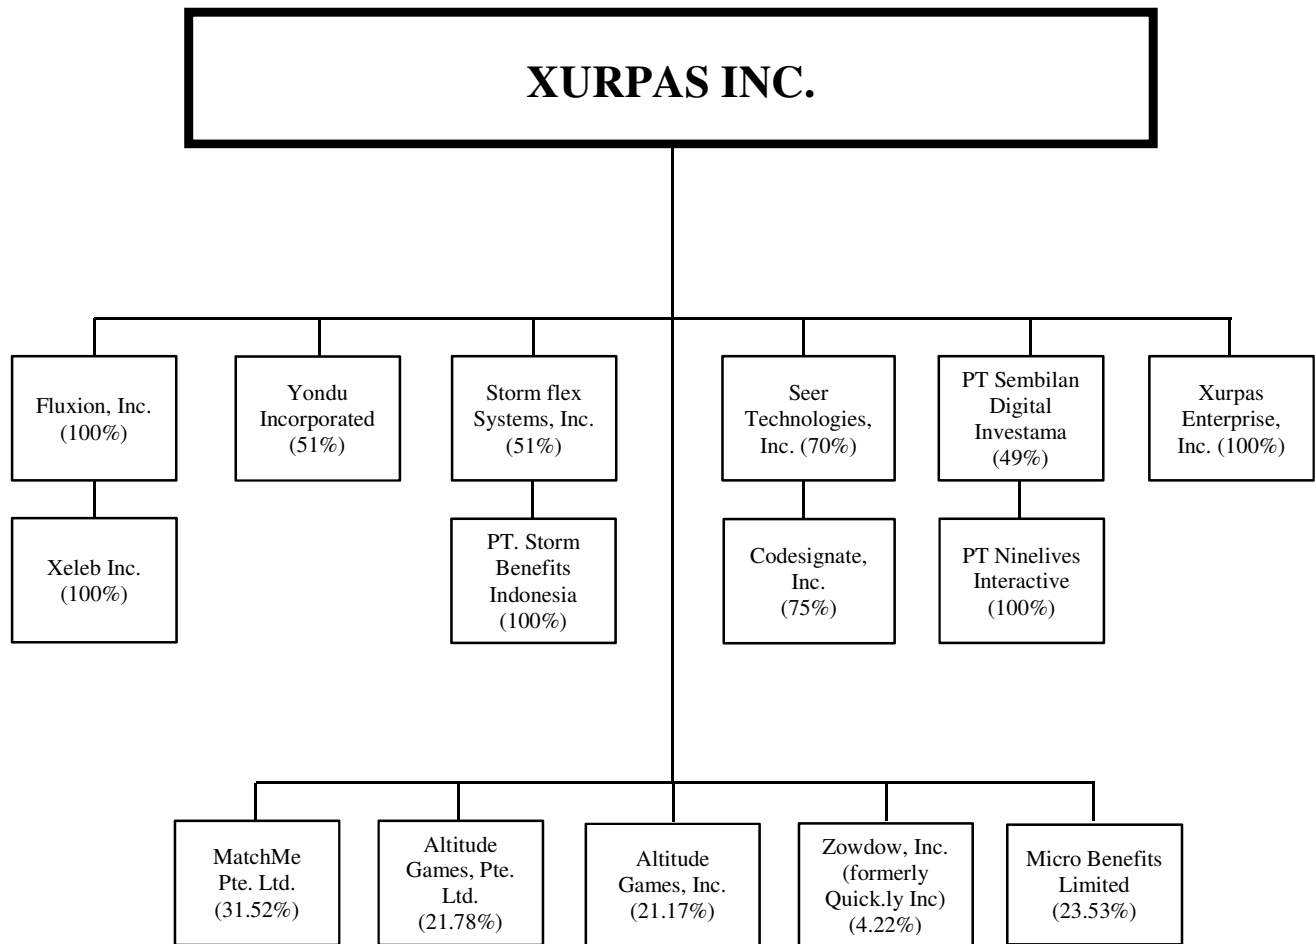 XURPAS INC.
Fluxion, Inc.
(100%)
Yondu
Incorporated
(51%)
Storm flex
Systems, Inc.
(51%)
Seer
Technologies,
Inc. (70%)
PT Sembilan
Digital
Investama
(49%)
Xurpas
Enterprise,
Inc. (100%)
Xeleb Inc.
(100%)
PT. Storm
Benefits
Indonesia
(100%)
Codesignate,
Inc.
(75%)
PT Ninelives
Interactive
(100%)
MatchMe
Pte. Ltd.
(31.52%)
Altitude
Games, Pte.
Ltd.
(21.78%)
Altitude
Games, Inc.
(21.17%)
Zowdow, Inc.
(formerly
Quick.ly Inc)
(4.22%)
Micro Benefits
Limited
(23.53%)